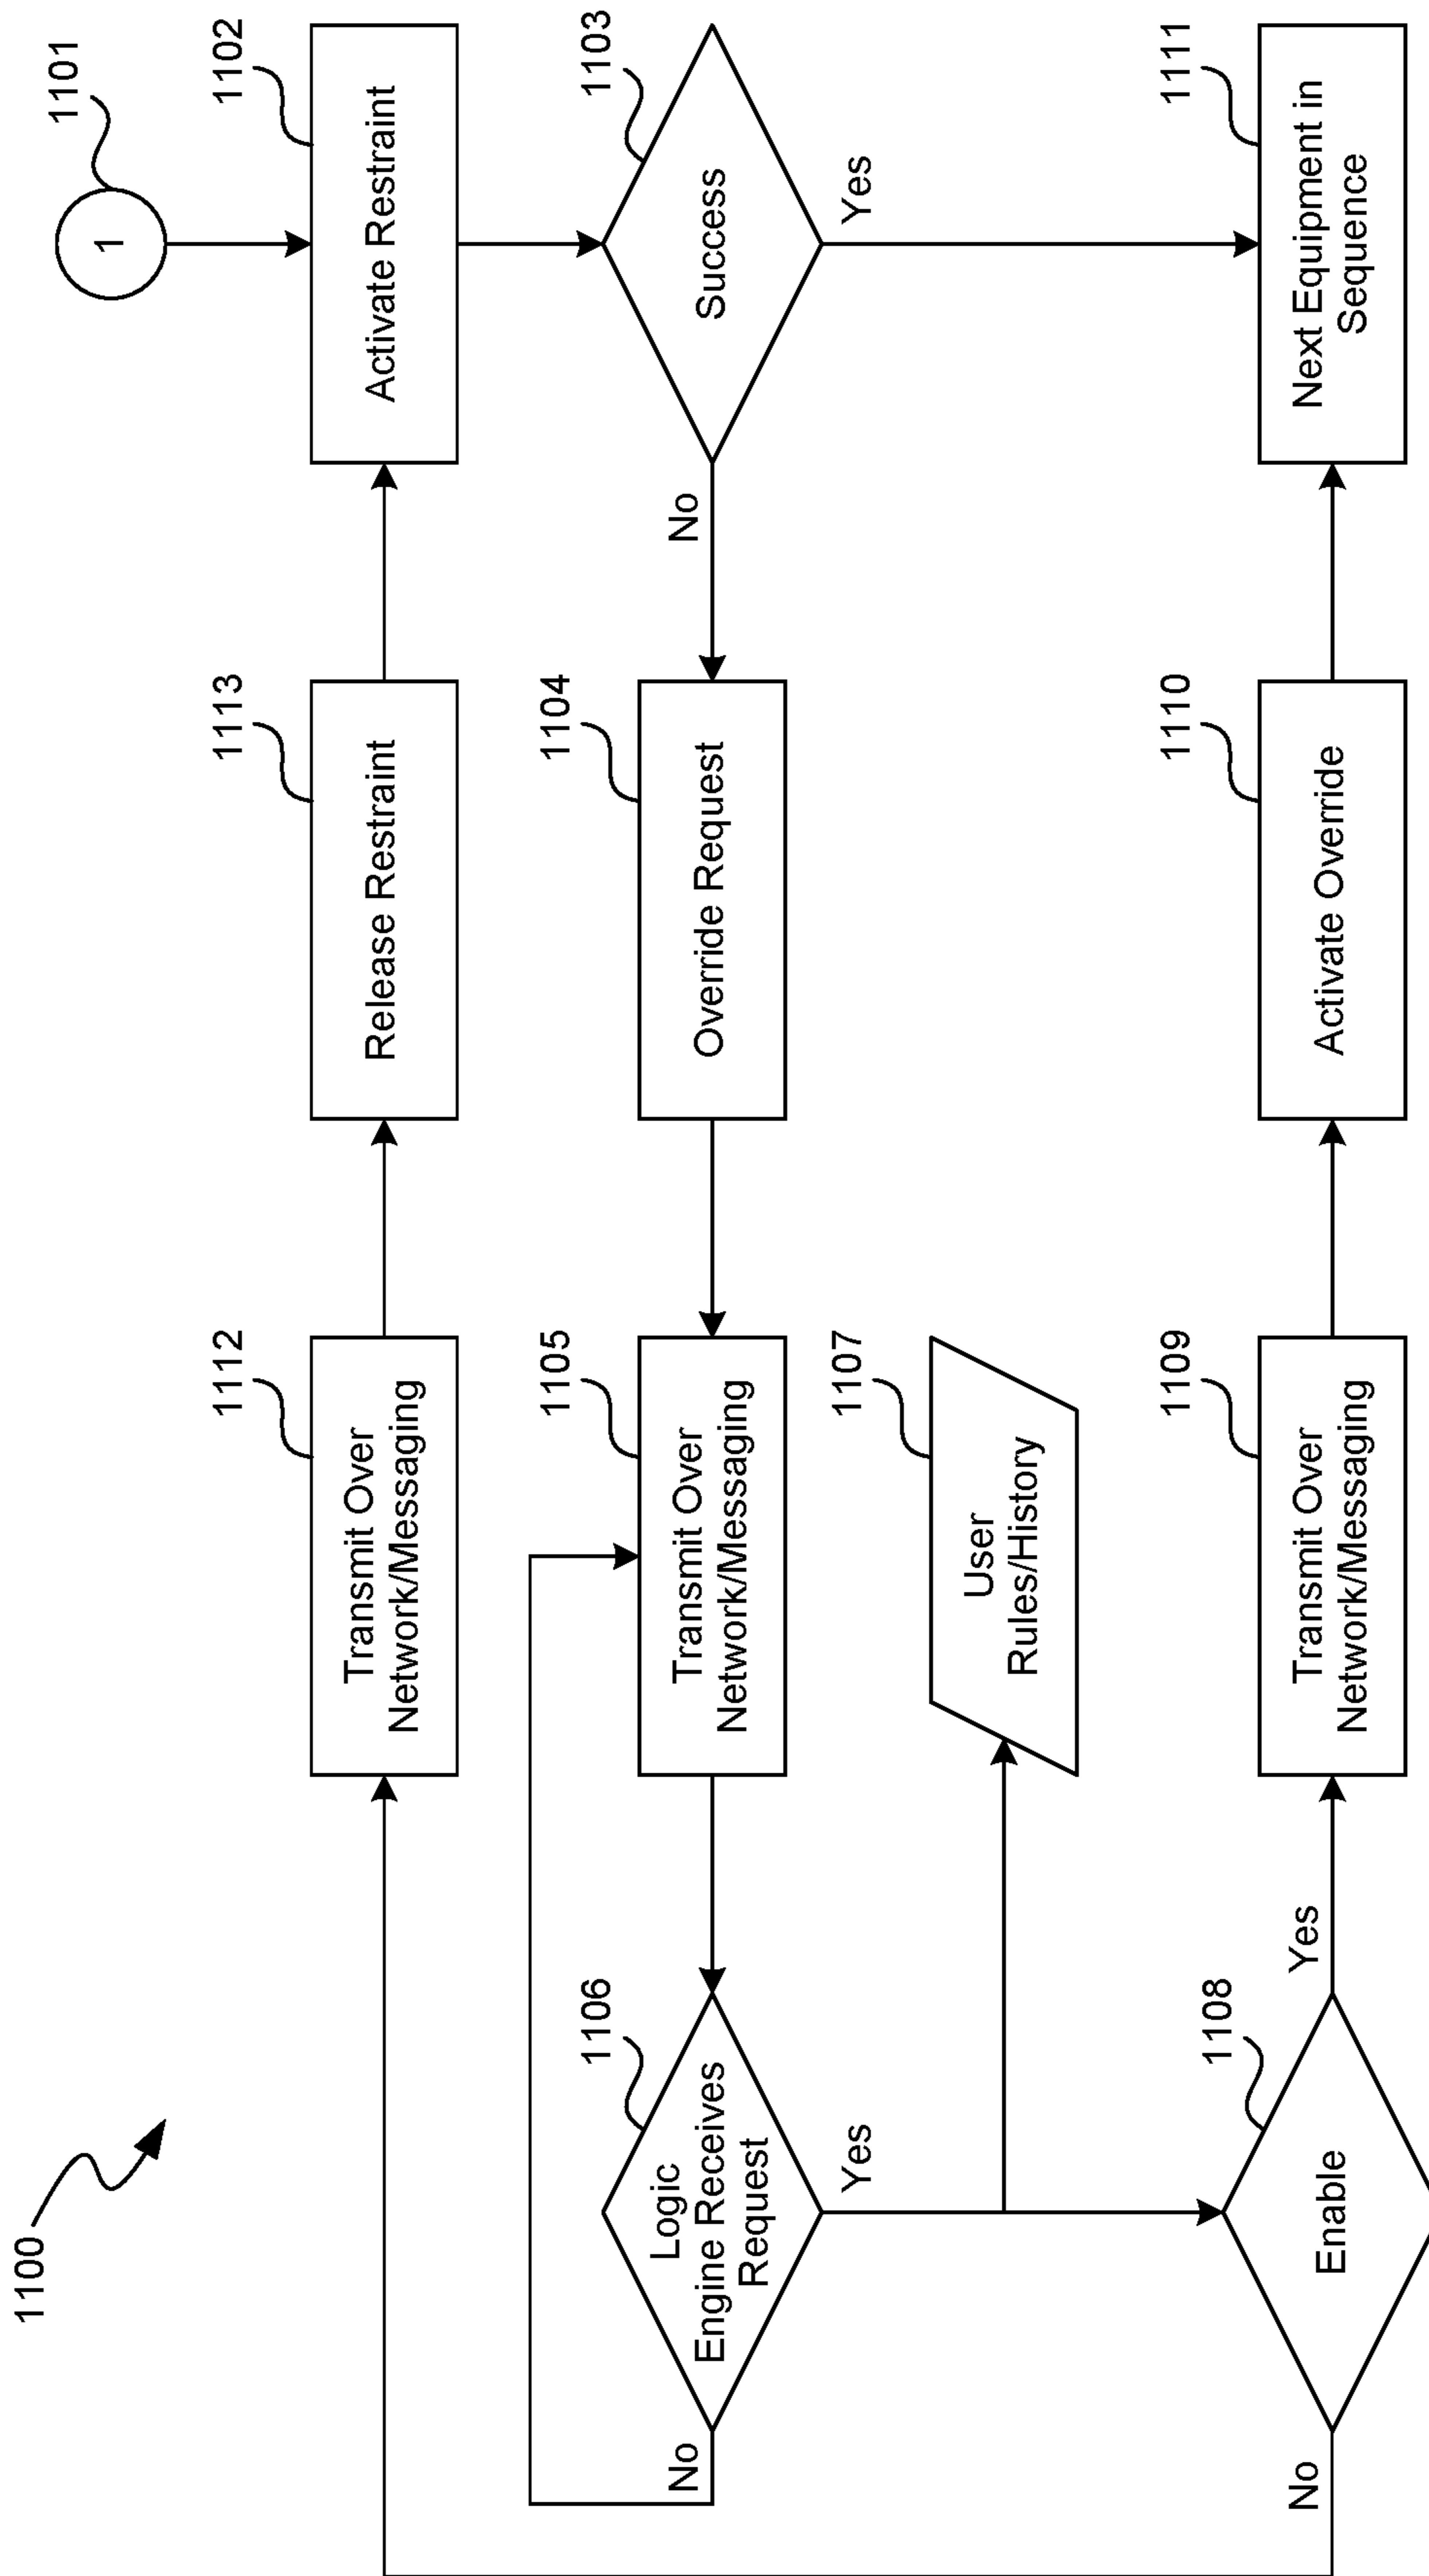 1100
1101
1
1102
Activate Restraint
1103
Success
No
Yes
1104
Override Request
1105
Transmit Over
Network/Messaging
1106
Logic
Engine Receives
Request
No
Yes
1107
User
Rules/History
1108
Enable
No
Yes
1109
Transmit Over
Network/Messaging
1110
Activate Override
1111
Next Equipment in
Sequence
1112
Transmit Over
Network/Messaging
1113
Release Restraint